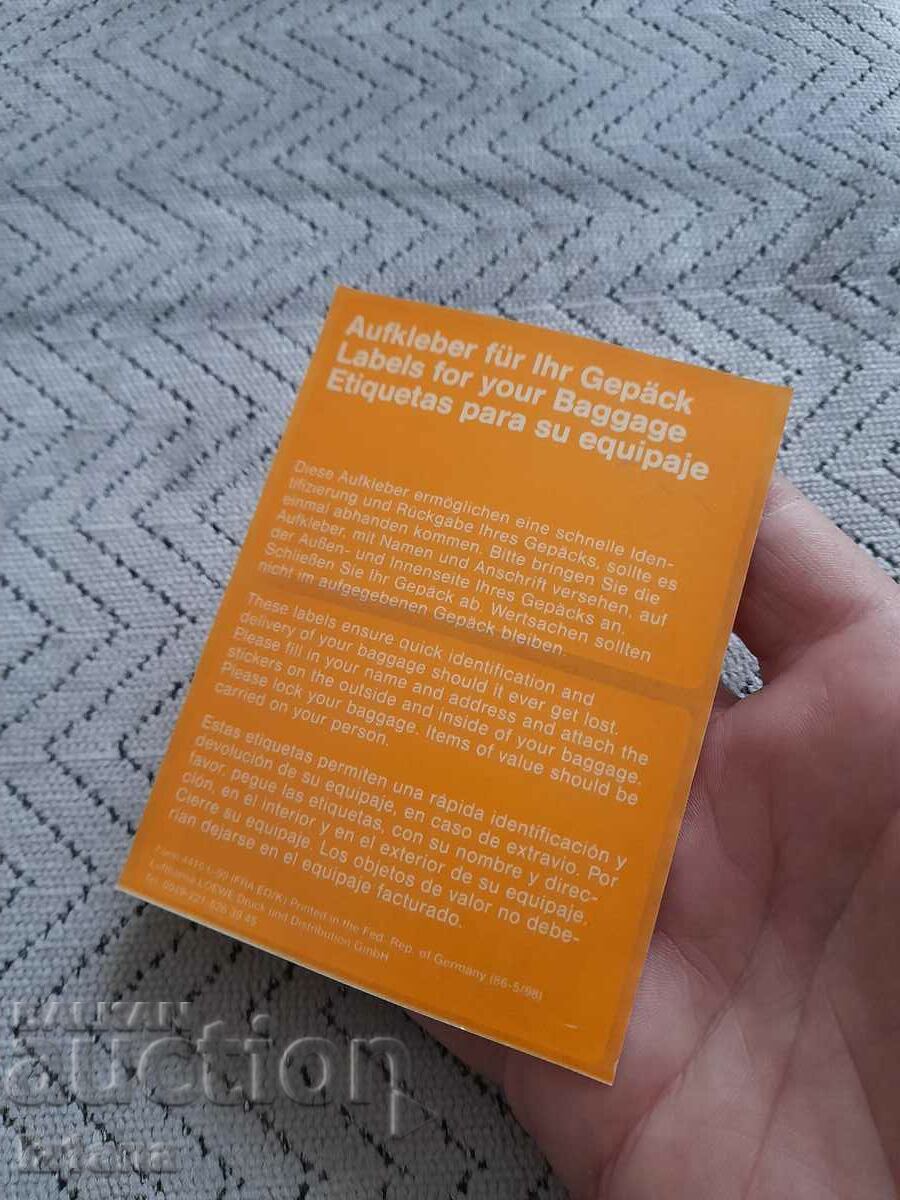 Aufkleber für Ihr Gepäck
Labels for your Baggage
Etiquetas para su equipaje
Diese Aufkleber ermöglichen eine schnelle Iden-
tifizierung und Rückgabe Ihres Gepäcks, sollte es
einmal abhanden kommen. Bitte bringen Sie die
Aufkleber, mit Namen und Anschrift versehen, auf
der Außen- und Innenseite Ihres Gepäcks an.
Schließen Sie Ihr Gepäck ab. Wertsachen sollten
nicht im aufgegebenen Gepäck bleiben.
These labels ensure quick identification and
delivery of your baggage should it ever get lost.
Please fill in your name and address and attach the
stickers on the outside and inside of your baggage.
Please lock your baggage. Items of value should be
carried on your person.
Estas etiquetas permiten una rápida identificación y
devolución de su equipaje, en caso de extravio. Por
favor, pegue las etiquetas, con su nombre y direc-
ción, en el interior y en el exterior de su equipaje.
Cierre su equipaje. Los objetos de valor no debe-
rian dejarse en el equipaje facturado.
(FRA ED/K) Printed in the Fed. Rep. of Germany (86-5/98)
Lufthansa LOEWE Druck und Distribution GmbH
BALKAN
auction